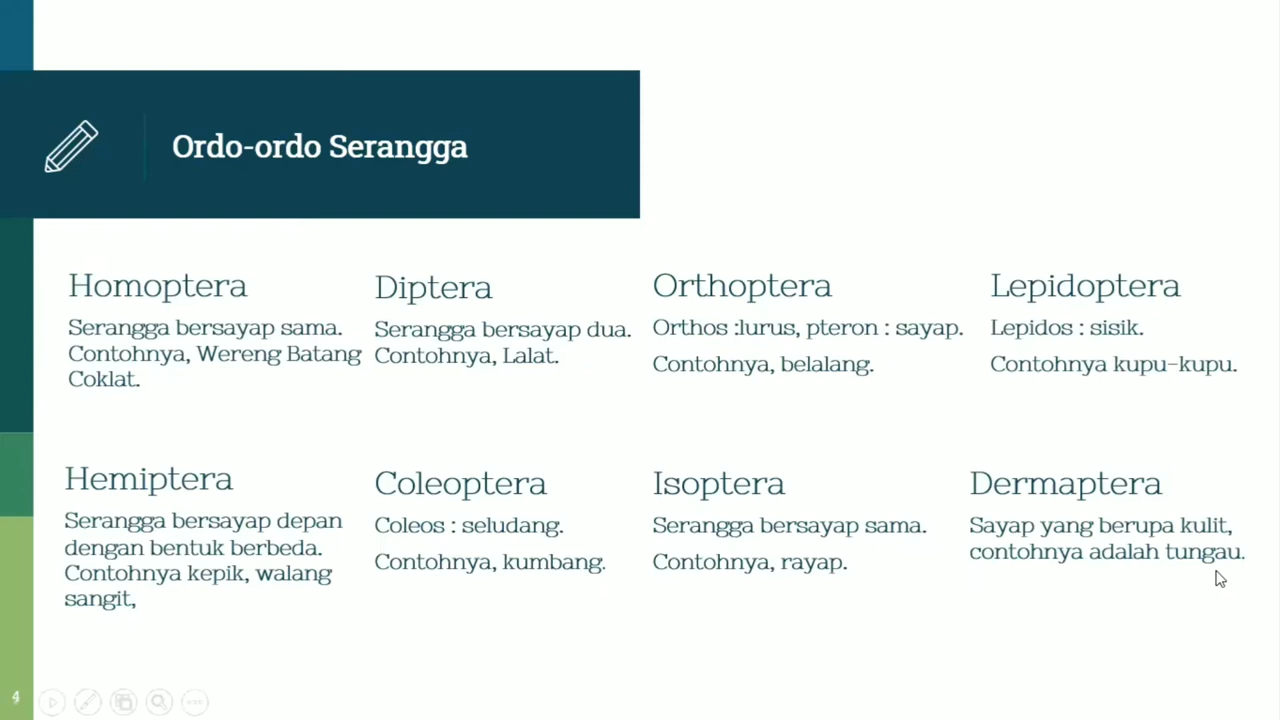 Ordo-ordo Serangga
Homoptera
Serangga bersayap sama.
Contohnya, Wereng Batang
Coklat.
Diptera
Serangga bersayap dua.
Contohnya, Lalat.
Orthoptera
Orthos :lurus, pteron : sayap.
Contohnya, belalang.
Lepidoptera
Lepidos : sisik.
Contohnya kupu-kupu.
Hemiptera
Serangga bersayap depan
dengan bentuk berbeda.
Contohnya kepik, walang
sangit,
Coleoptera
Coleos : seludang.
Contohnya, kumbang.
Isoptera
Serangga bersayap sama.
Contohnya, rayap.
Dermaptera
Sayap yang berupa kulit,
contohnya adalah tungau.
4